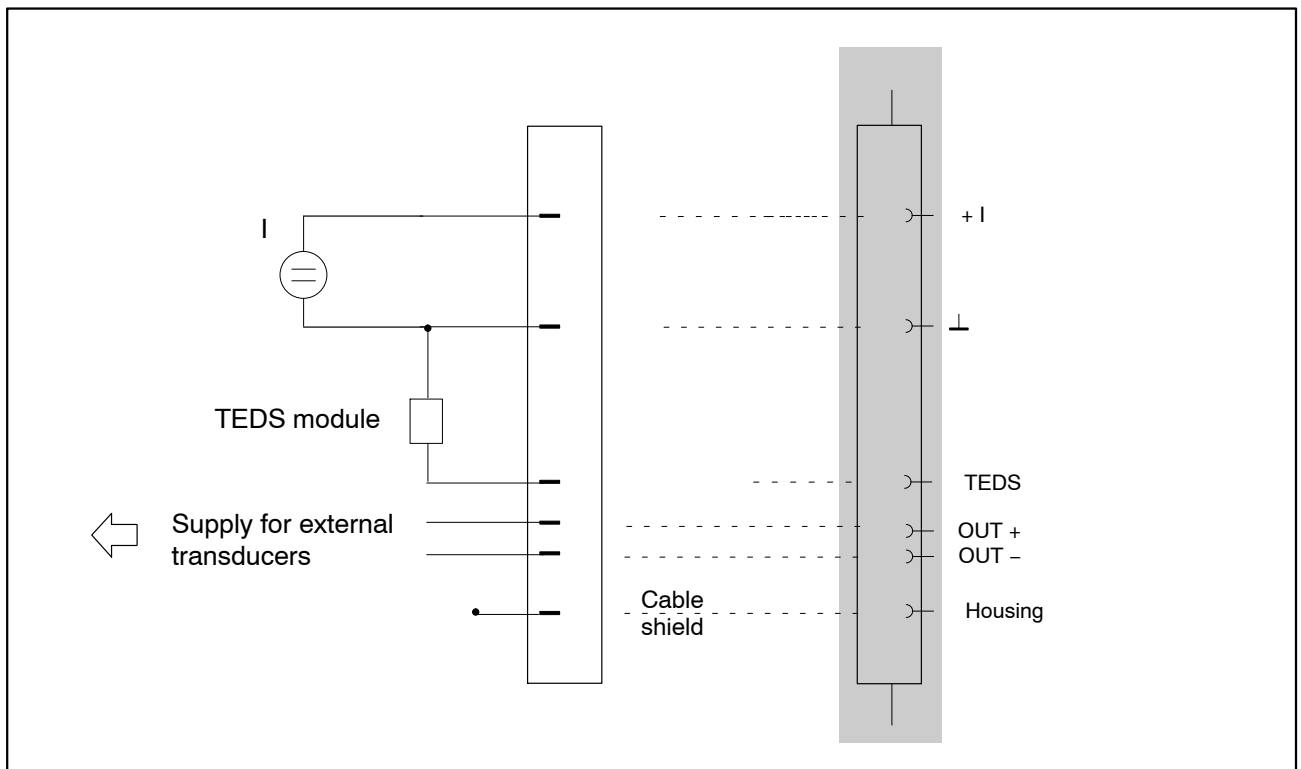 I
+ I
⊥
TEDS module
TEDS
Supply for external
transducers
OUT +
OUT –
Cable
shield
Housing